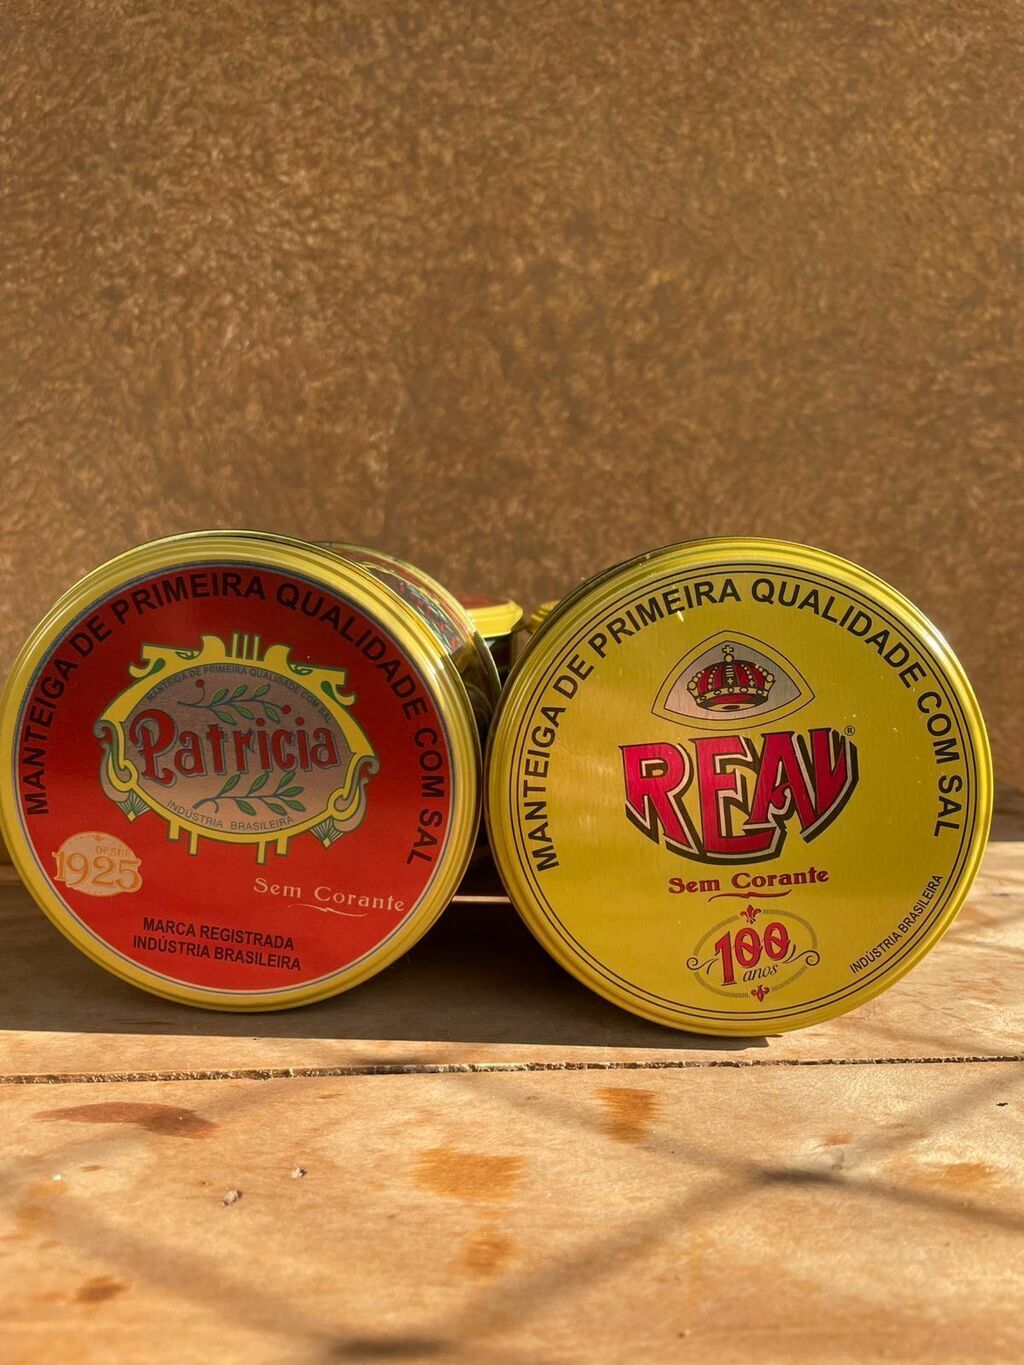 MANTEIGA DE PRIMEIRA QUALIDADE COM SAL
MANTEIGA DE PRIMEIRA QUALIDADE COM SAL
Patricia
INDÚSTRIA BRASILEIRA
DESDE
1925
Sem Corante
MARCA REGISTRADA
INDÚSTRIA BRASILEIRA
MANTEIGA DE PRIMEIRA QUALIDADE COM SAL
REAL®
Sem Corante
100
anos
INDÚSTRIA BRASILEIRA